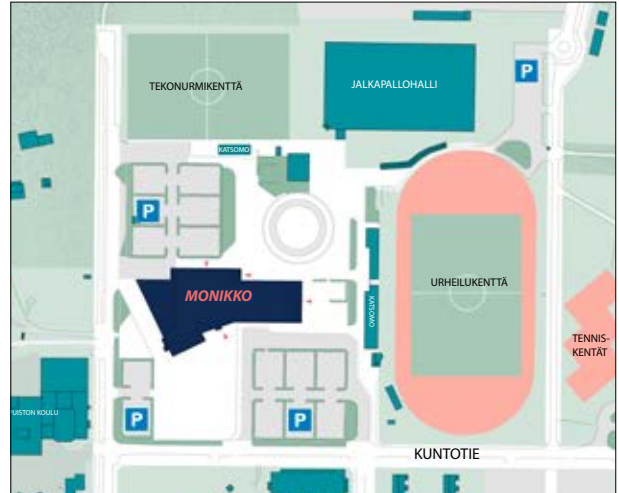 P
TEKONURMIKENTTÄ
JALKAPALLOHALLI
KATSOMO
P
MONIKKO
URHEILUKENTTÄ
KATSOMO
TENNIS-
KENTÄT
UISTON KOULU
P
P
KUNTOTIE